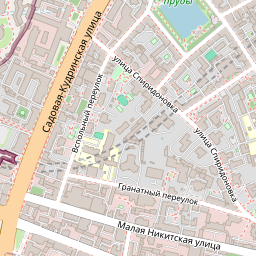 пруды
Садовая-Кудринская улица
улица Спиридоновка
Вспольный переулок
улица Спиридоновка
Гранатный переулок
Малая Никитская улица